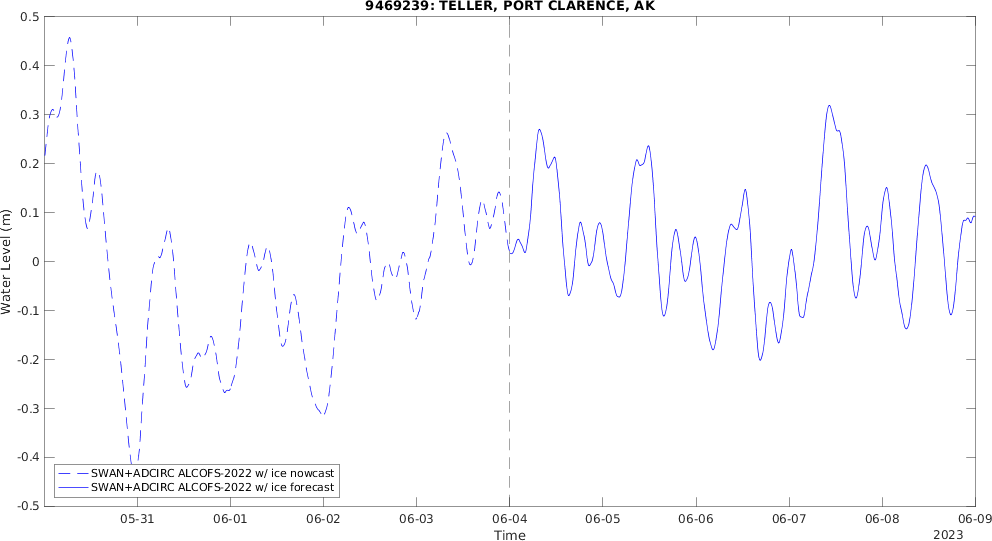 9469239: TELLER, PORT CLARENCE, AK
0.5
0.4
0.3
0.2
0.1
0
-0.1
-0.2
-0.3
-0.4
-0.5
Water Level (m)
SWAN+ADCIRC ALCOFS-2022 w/ ice nowcast
SWAN+ADCIRC ALCOFS-2022 w/ ice forecast
05-31 06-01 06-02 06-03 06-04 06-05 06-06 06-07 06-08 06-09
Time
2023